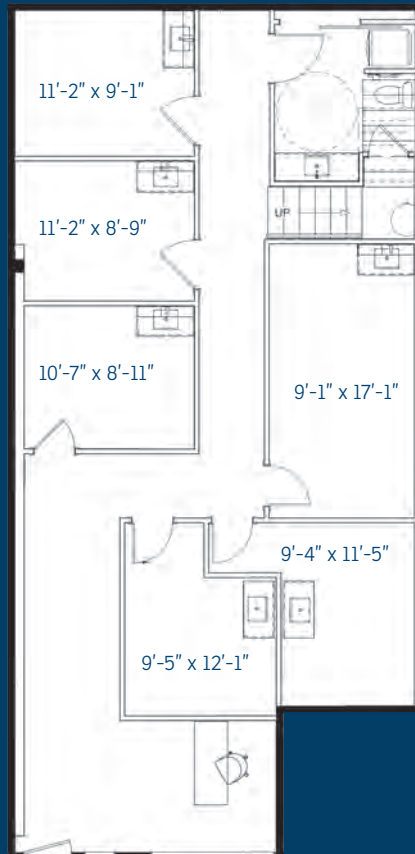 11'-2" x 9'-1"
11'-2" x 8'-9"
UP
10'-7" x 8'-11"
9'-1" x 17'-1"
9'-4" x 11'-5"
9'-5" x 12'-1"